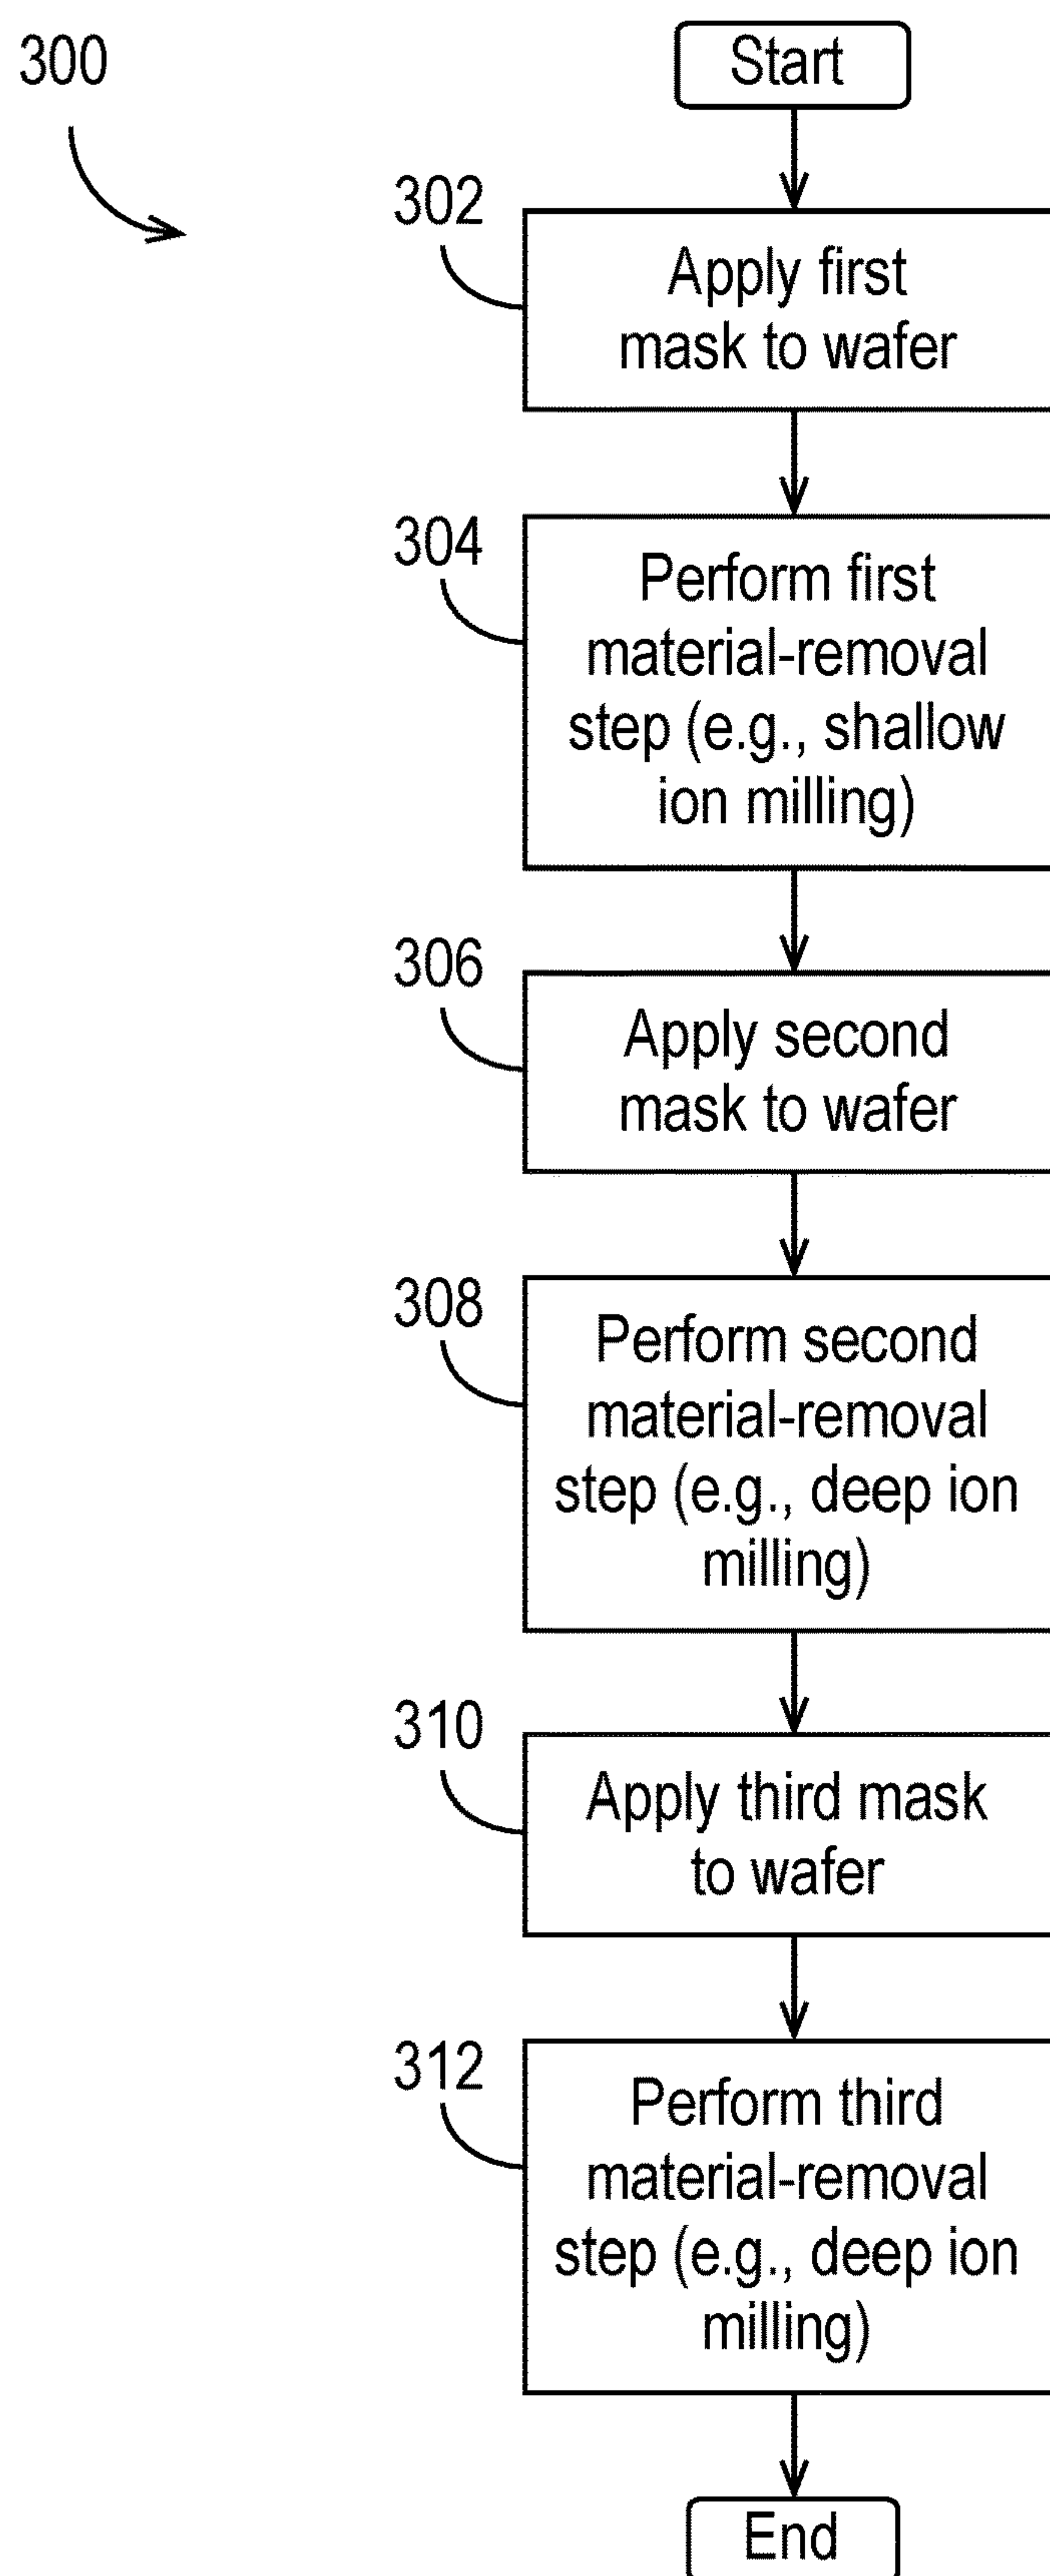 300
Start
302
Apply first
mask to wafer
304
Perform first
material-removal
step (e.g., shallow
ion milling)
306
Apply second
mask to wafer
308
Perform second
material-removal
step (e.g., deep ion
milling)
310
Apply third mask
to wafer
312
Perform third
material-removal
step (e.g., deep ion
milling)
End